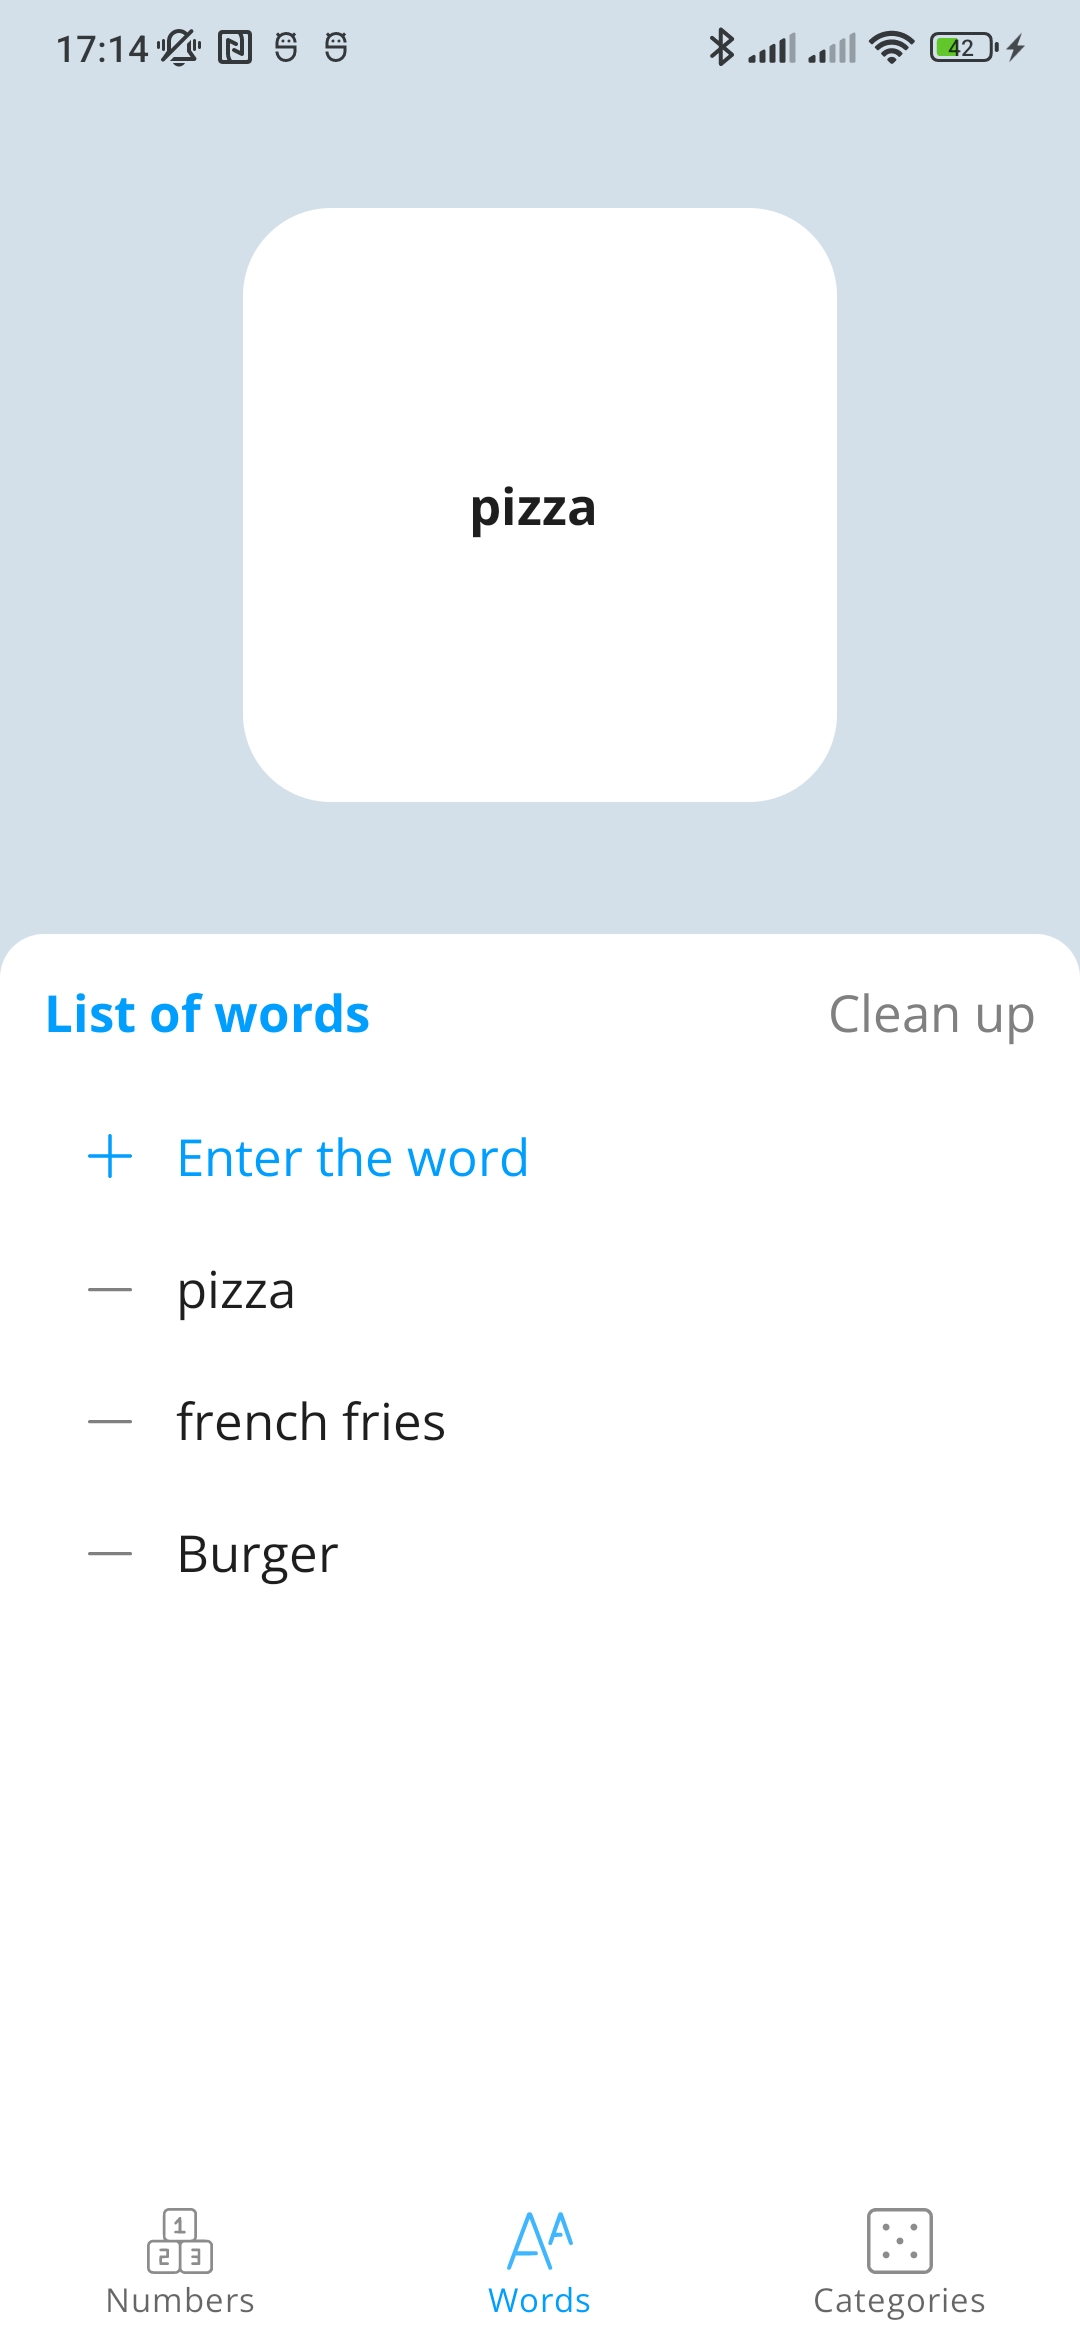 17:14
42
pizza
List of words
Clean up
Enter the word
pizza
french fries
Burger
1
2 3
Numbers
Words
Categories